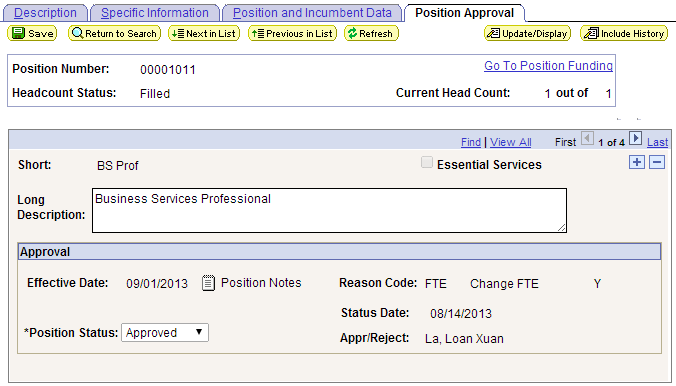 Description Specific Information Position and Incumbent Data Position Approval
Save Return to Search Next in List Previous in List Refresh Update/Display Include History
Position Number: 00001011 Go To Position Funding
Headcount Status: Filled Current Head Count: 1 out of 1
Find | View All First 1 of 4 Last
Short: BS Prof Essential Services
Long Description: Business Services Professional
Approval
Effective Date: 09/01/2013 Position Notes Reason Code: FTE Change FTE Y
Status Date: 08/14/2013
*Position Status: Approved
Appr/Reject: La, Loan Xuan